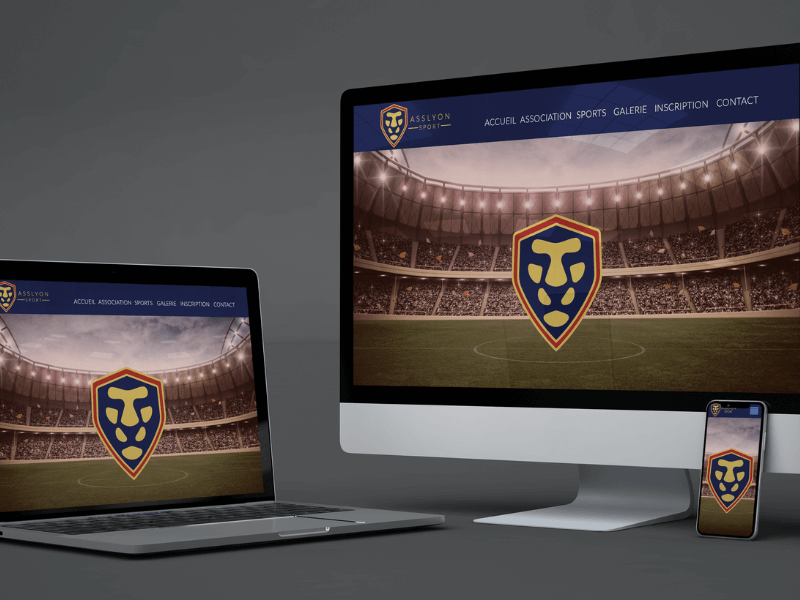 ASSLYON
SPORT
ACCUEIL ASSOCIATION SPORTS GALERIE INSCRIPTION CONTACT
ASSLYON
SPORT
ACCUEIL ASSOCIATION SPORTS GALERIE INSCRIPTION CONTACT